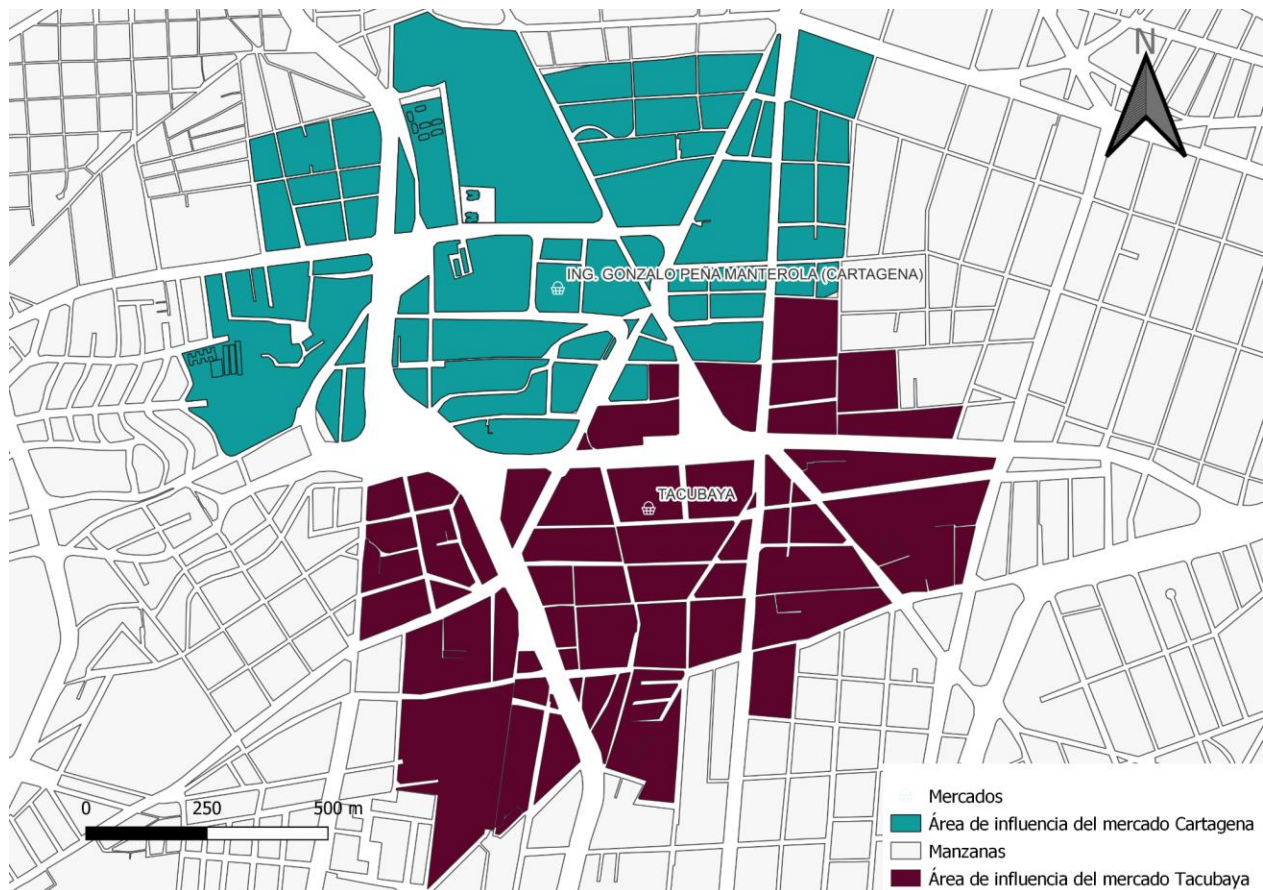 N
ING. GONZALO PEÑA MANTEROLA (CARTAGENA)
TACUBAYA
0 250 500 m
Mercados
Área de influencia del mercado Cartagena
Manzanas
Área de influencia del mercado Tacubaya